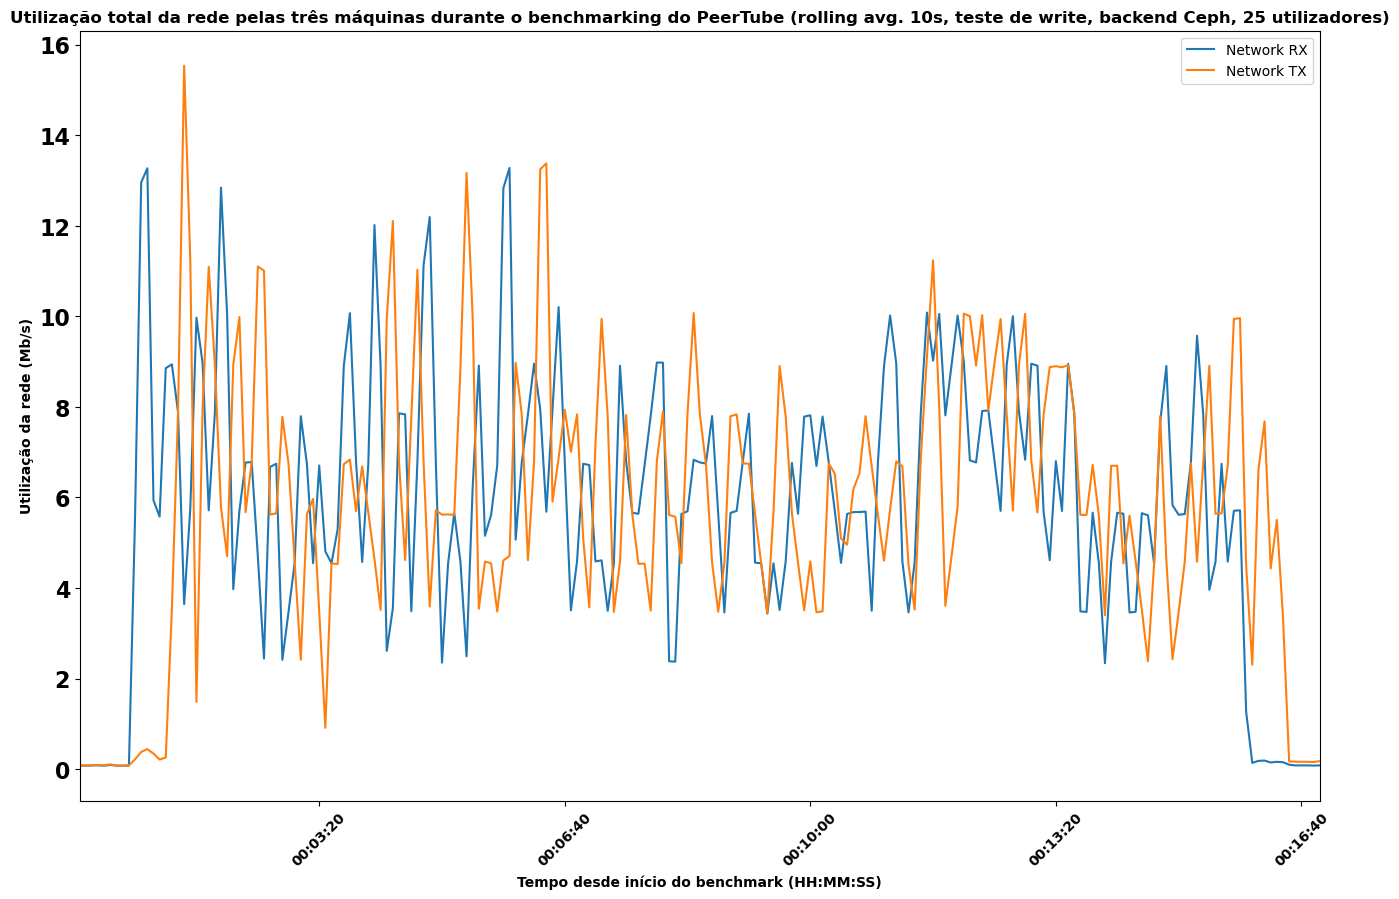 Utilização total da rede pelas três máquinas durante o benchmarking do PeerTube (rolling avg. 10s, teste de write, backend Ceph, 25 utilizadores)
Network RX
Network TX
16
14
12
10
8
6
4
2
0
Utilização da rede (Mb/s)
00:03:20
00:06:40
00:10:00
00:13:20
00:16:40
Tempo desde início do benchmark (HH:MM:SS)